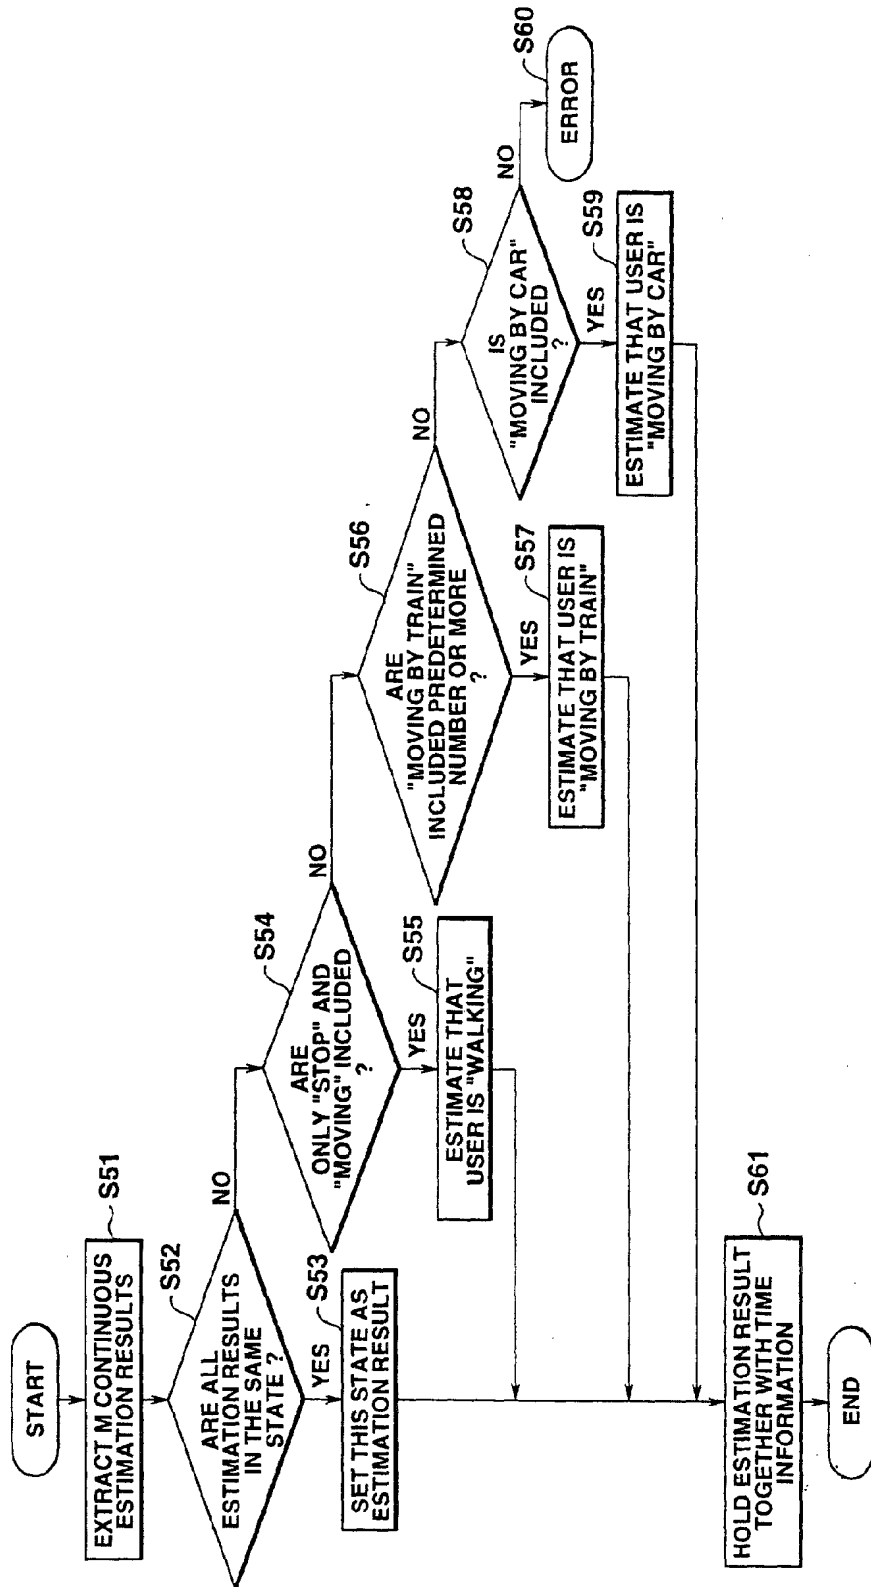 START
EXTRACT M CONTINUOUS
ESTIMATION RESULTS
S51
ARE ALL
ESTIMATION RESULTS
IN THE SAME
STATE ?
S52
NO
YES
SET THIS STATE AS
ESTIMATION RESULT
S53
ARE
ONLY "STOP" AND
"MOVING" INCLUDED
?
S54
NO
YES
ESTIMATE THAT
USER IS "WALKING"
S55
ARE
"MOVING BY TRAIN"
INCLUDED PREDETERMINED
NUMBER OR MORE
?
S56
NO
YES
ESTIMATE THAT USER IS
"MOVING BY TRAIN"
S57
IS
"MOVING BY CAR"
INCLUDED
?
S58
NO
YES
ESTIMATE THAT USER IS
"MOVING BY CAR"
S59
ERROR
S60
HOLD ESTIMATION RESULT
TOGETHER WITH TIME
INFORMATION
S61
END